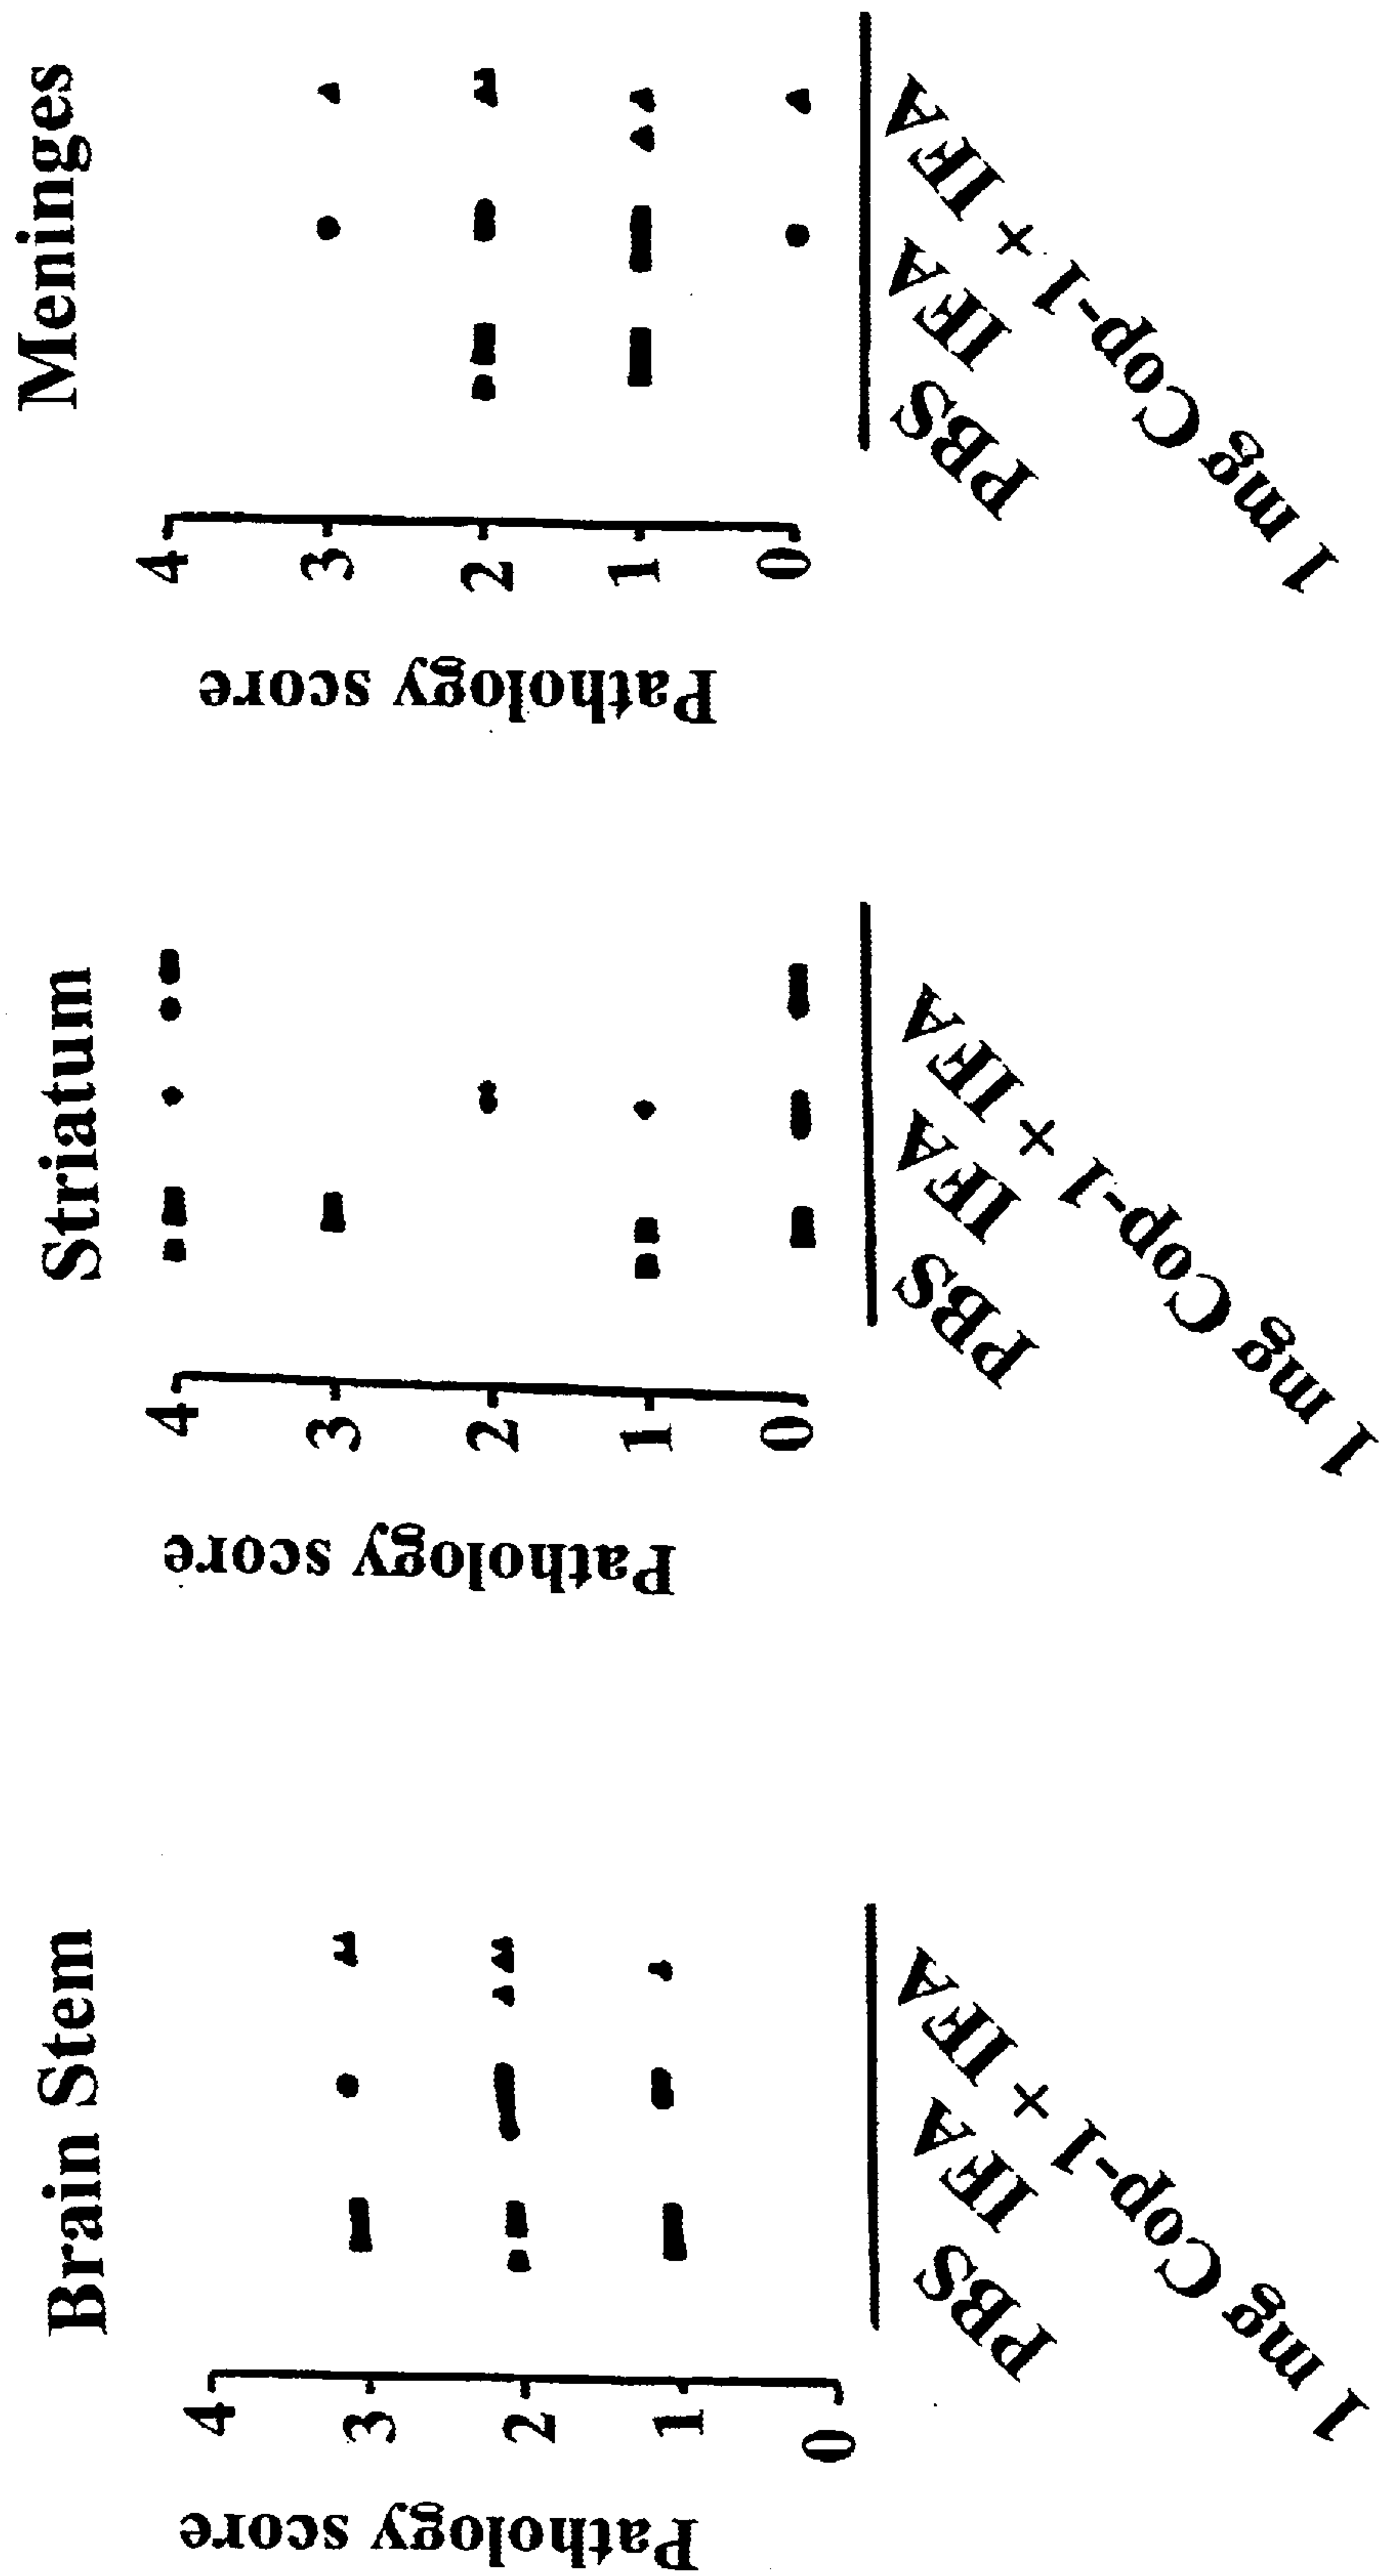 Brain Stem
Pathology score
4
3
2
1
0
PBS
IFA
1 mg Cop-1 + IFA
Striatum
Pathology score
4
3
2
1
0
PBS
IFA
1 mg Cop-1 + IFA
Meninges
Pathology score
4
3
2
1
0
PBS
IFA
1 mg Cop-1 + IFA